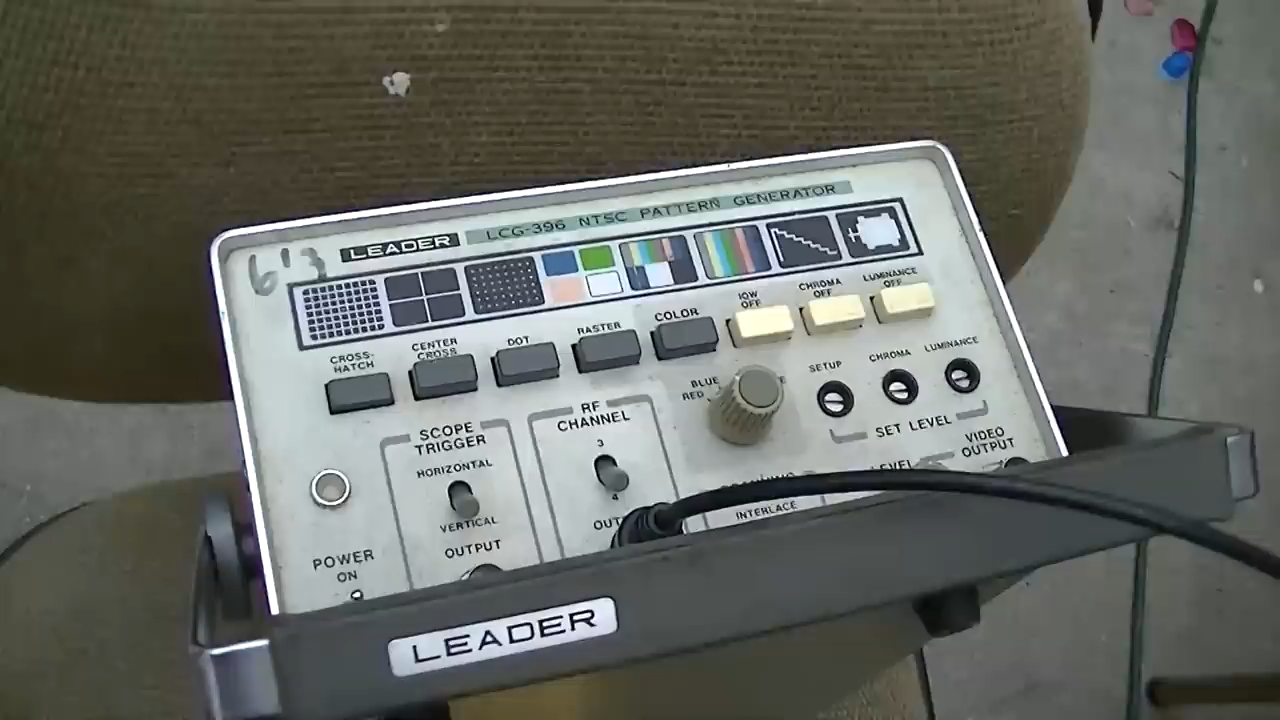 6'3
LEADER LCG-396 NTSC PATTERN GENERATOR
CROSS-
HATCH
CENTER
CROSS
DOT
RASTER
COLOR
IQW
OFF
CHROMA
OFF
LUMINANCE
OFF
BLUE
RED
SETUP
CHROMA
LUMINANCE
SET LEVEL
SCOPE
TRIGGER
HORIZONTAL
VERTICAL
OUTPUT
RF
CHANNEL
3
4
LEVEL
VIDEO
OUTPUT
INTERLACE
POWER
ON
LEADER